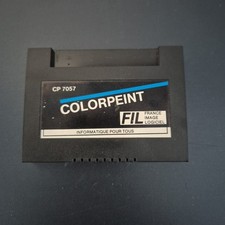 CP 7057
COLORPEINT
FIL
FRANCE
IMAGE
LOGICIEL
INFORMATIQUE POUR TOUS